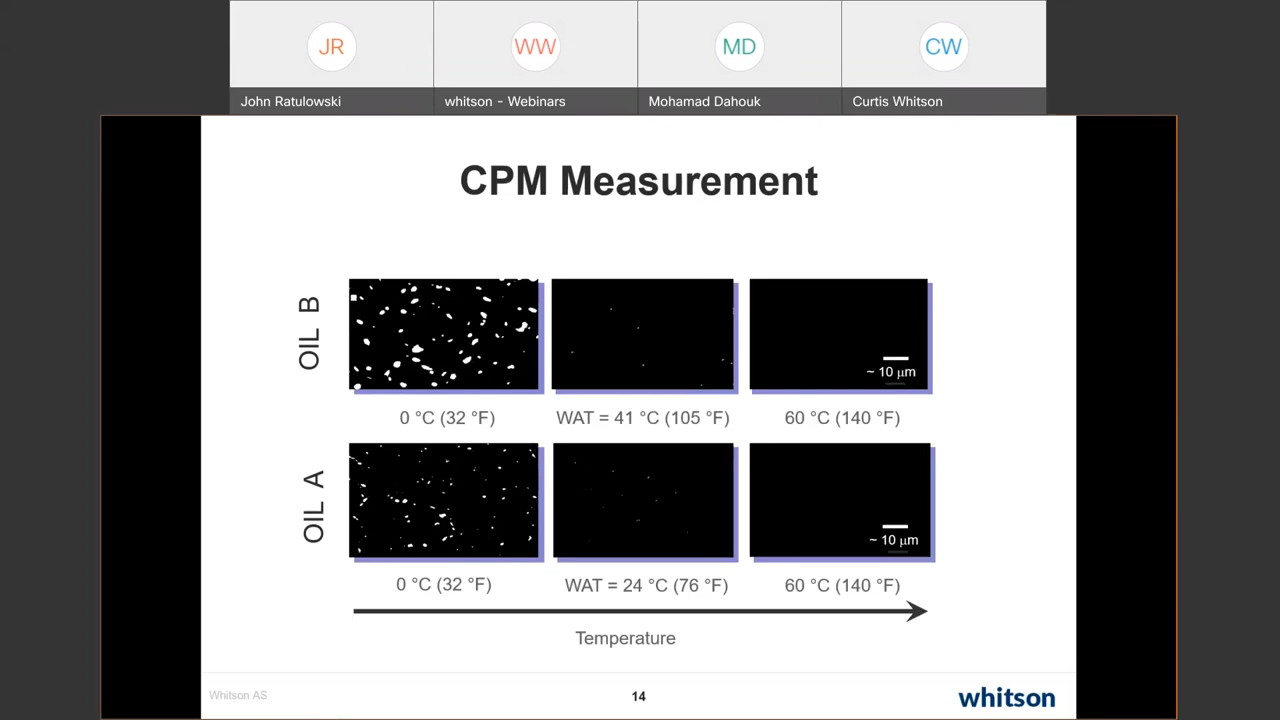 JR
WW
MD
CW
John Ratulowski
whitson - Webinars
Mohamad Dahouk
Curtis Whitson
CPM Measurement
OIL B
~ 10 μm
0 °C (32 °F)
WAT = 41 °C (105 °F)
60 °C (140 °F)
OIL A
~ 10 μm
0 °C (32 °F)
WAT = 24 °C (76 °F)
60 °C (140 °F)
Temperature
Whitson AS
14
whitson